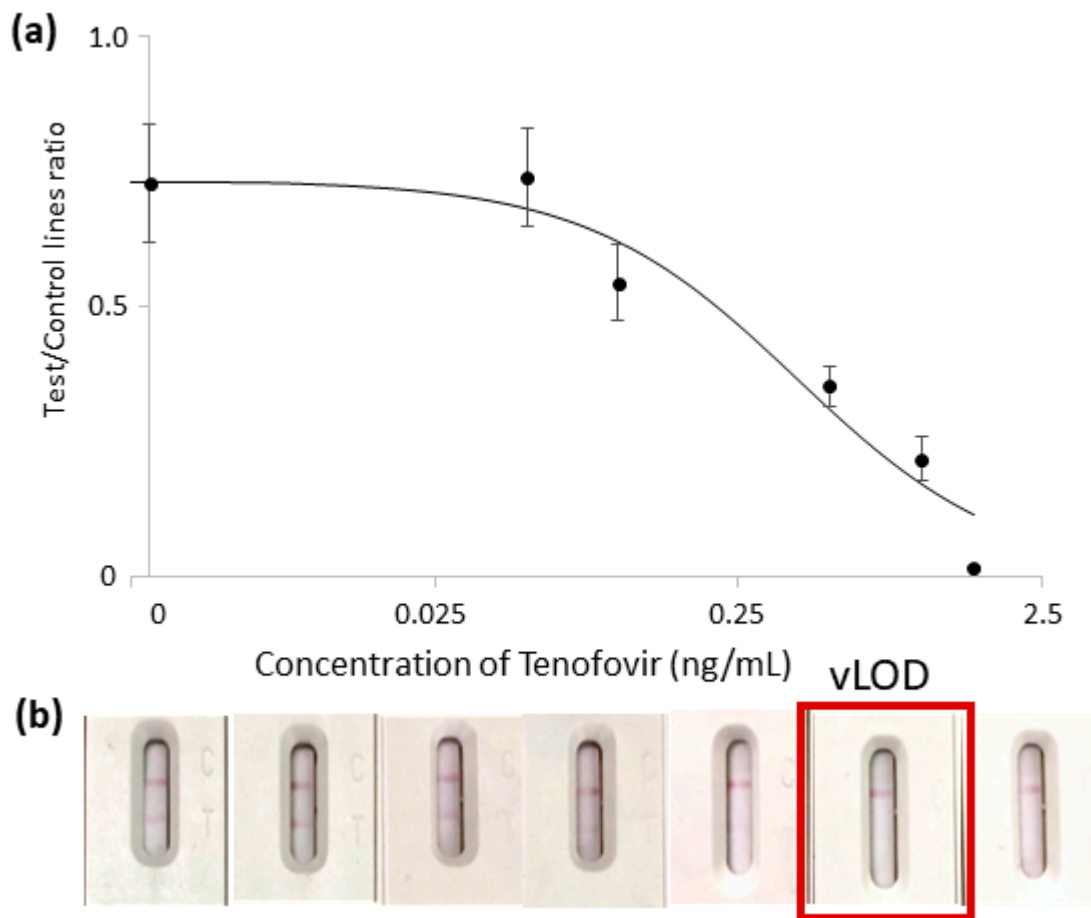 (a)
1.0
0.5
0
Test/Control lines ratio
0 0.025 0.25 2.5
Concentration of Tenofovir (ng/mL)
vLOD
(b)
C
T
C
T
C
T
C
C